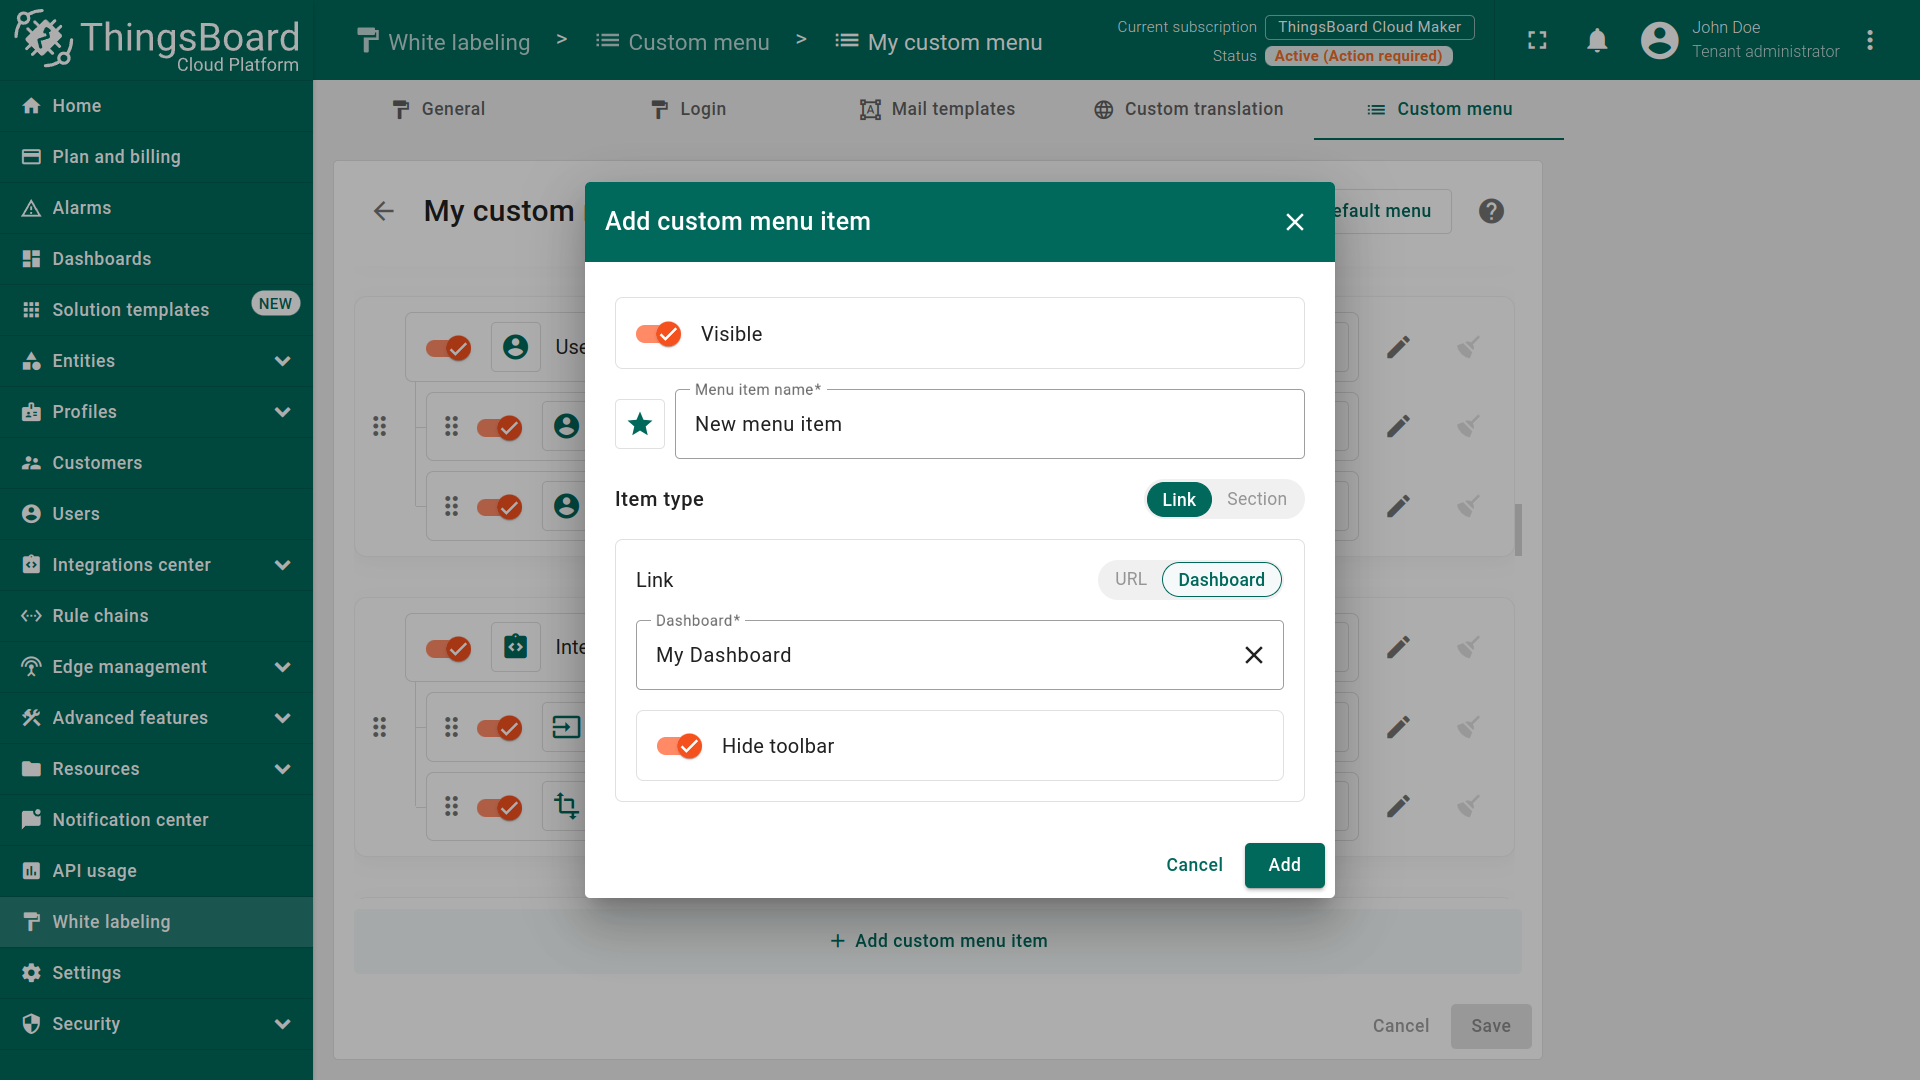 ThingsBoard
Cloud Platform
White labeling > Custom menu > My custom menu
Current subscription ThingsBoard Cloud Maker
Status Active (Action required)
John Doe
Tenant administrator
Home
Plan and billing
Alarms
Dashboards
Solution templates NEW
Entities
Profiles
Customers
Users
Integrations center
Rule chains
Edge management
Advanced features
Resources
Notification center
API usage
White labeling
Settings
Security
General Login Mail templates Custom translation Custom menu
My custom
efault menu
Use
Inte
Add custom menu item
Visible
Menu item name*
New menu item
Item type
Link Section
Link
URL Dashboard
Dashboard*
My Dashboard
Hide toolbar
Cancel Add
+ Add custom menu item
Cancel Save